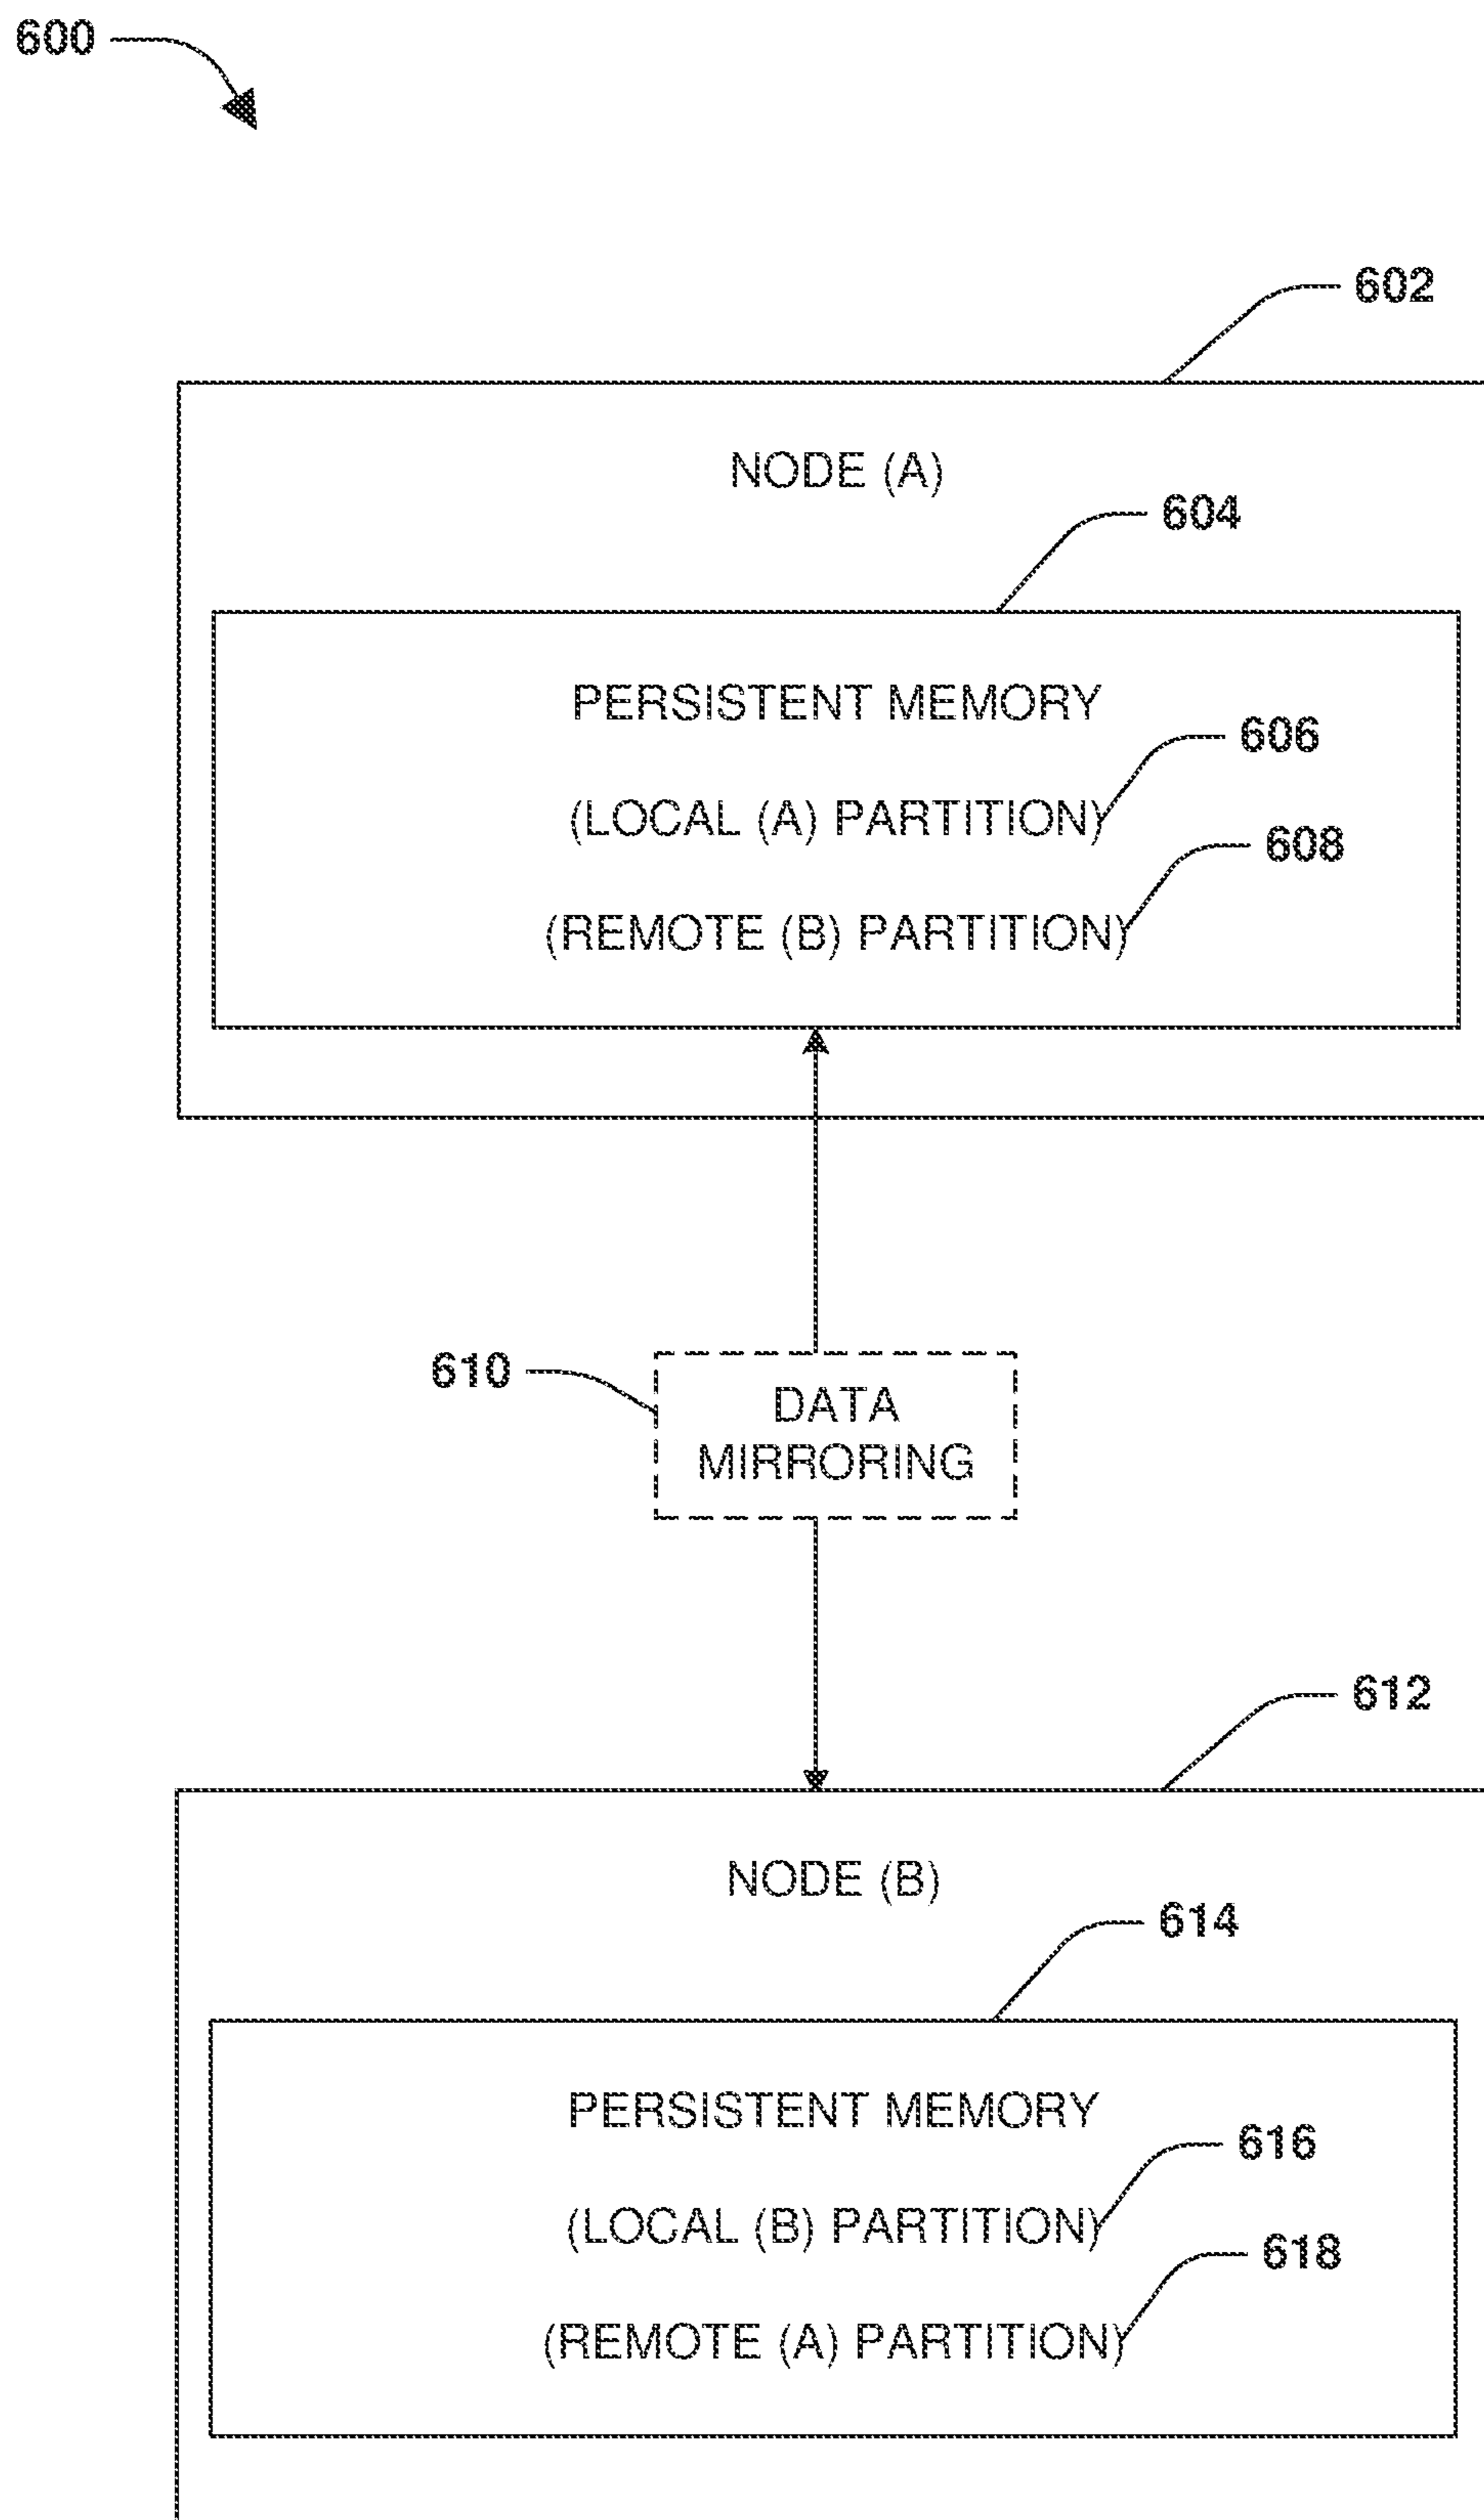 600
602
NODE (A)
604
PERSISTENT MEMORY
606
(LOCAL (A) PARTITION)
608
(REMOTE (B) PARTITION)
610
DATA
MIRRORING
612
NODE (B)
614
PERSISTENT MEMORY
616
(LOCAL (B) PARTITION)
618
(REMOTE (A) PARTITION)